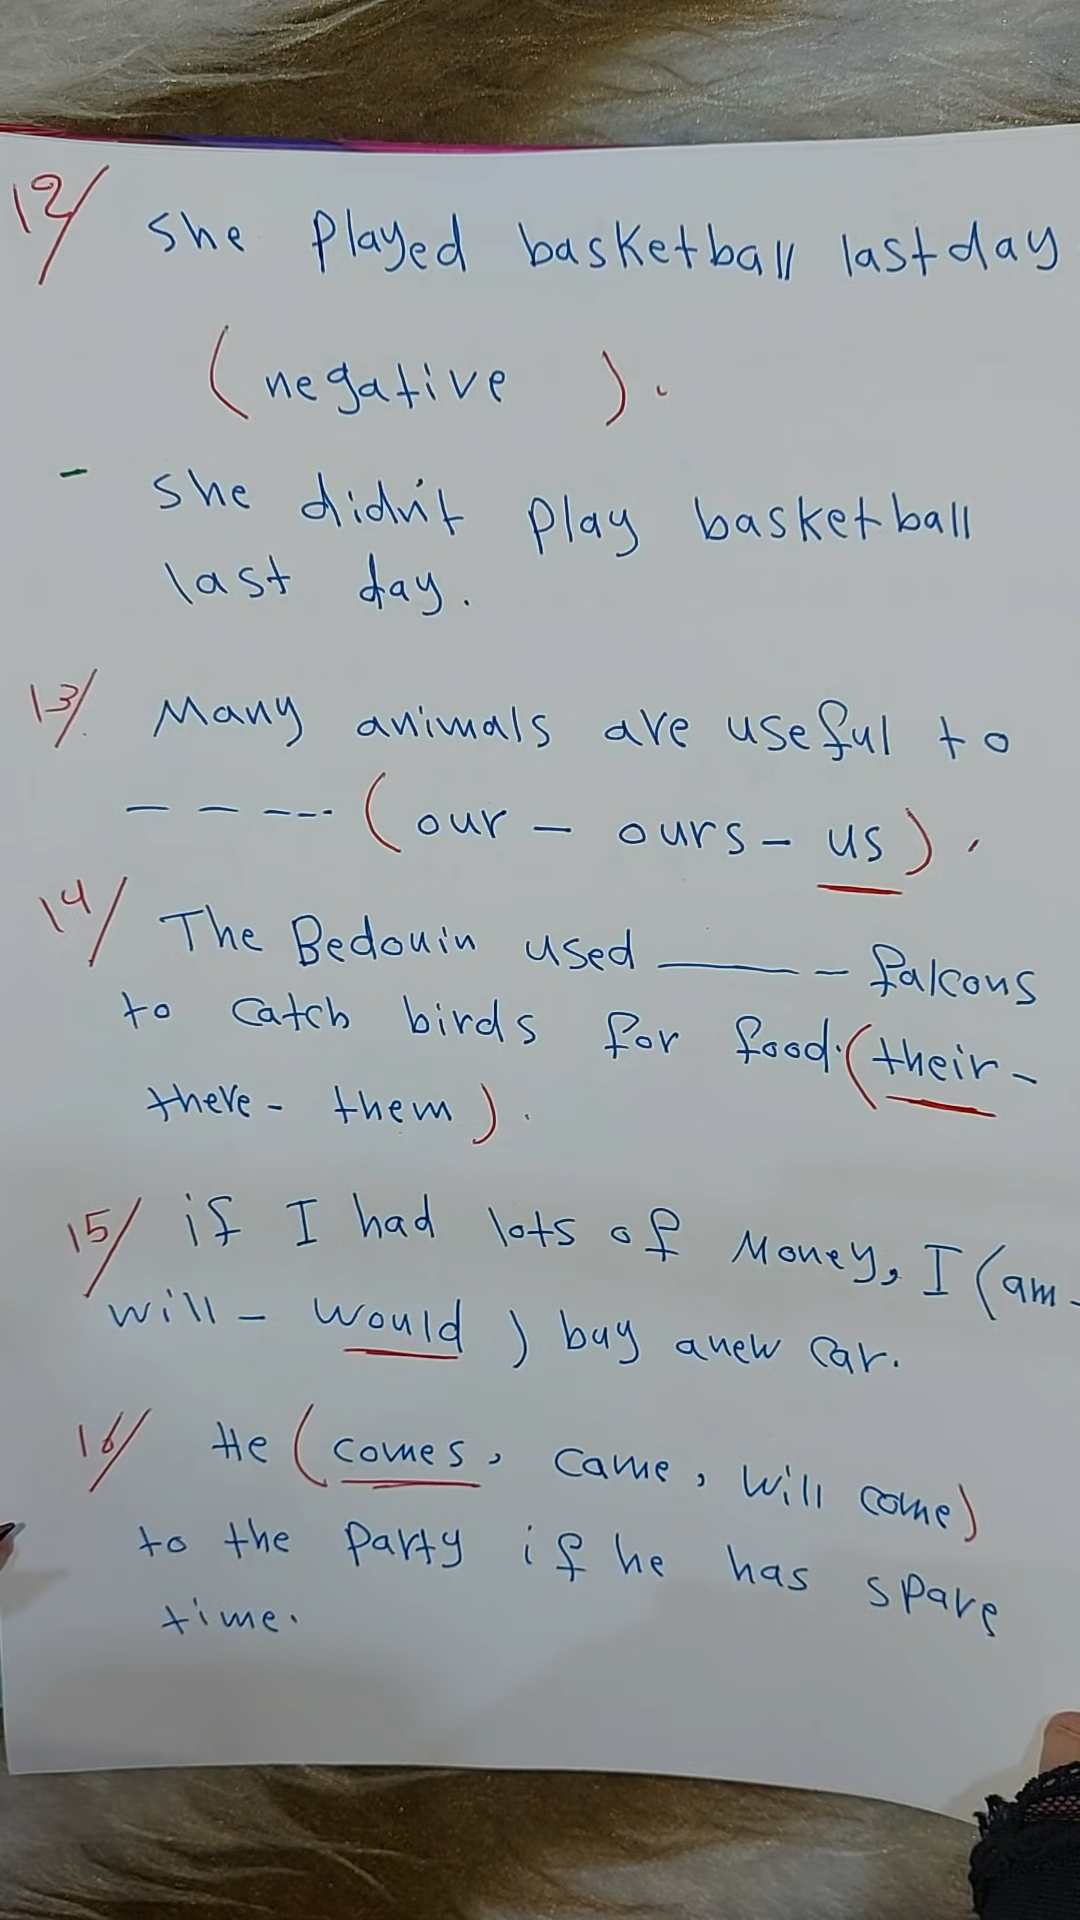 12/ She played basketball last day
(negative).
- She didn't play basketball
last day.
13/. Many animals are useful to
----- (our - ours - us).
14/ The Bedouin used ______- falcons
to catch birds for food. (their -
there - them).
15/ if I had lots of Money, I (am -
will - would) buy anew car.
16/ He (comes, came, will come)
to the party if he has spare
time.